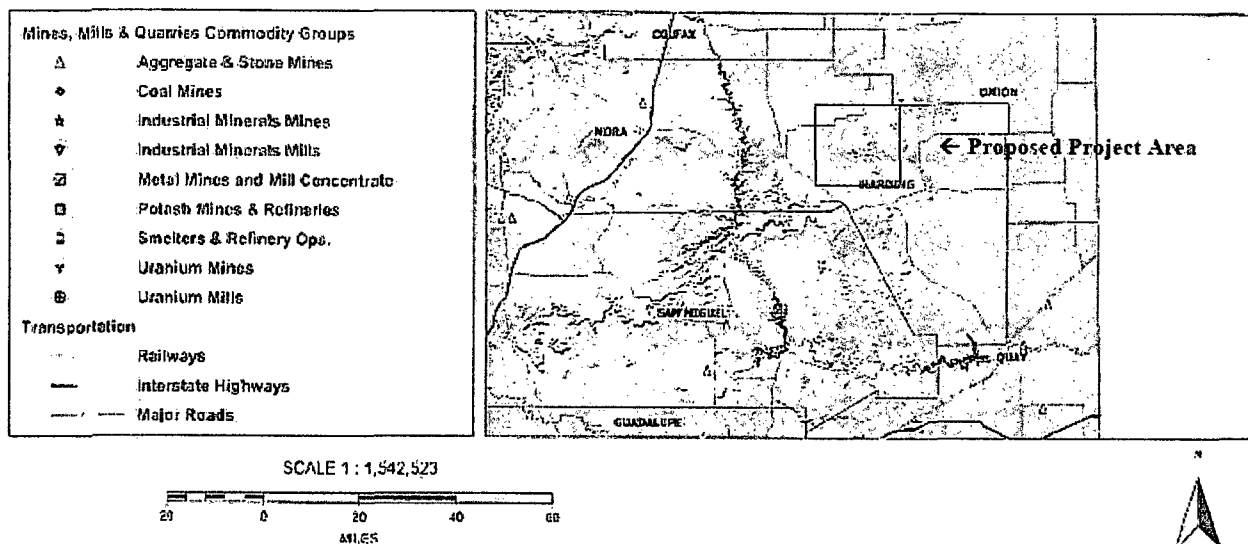 Mines, Mills & Quarries Commodity Groups
Aggregate & Stone Mines
Coal Mines
Industrial Minerals Mines
Industrial Minerals Mills
Metal Mines and Mill Concentrate
Potash Mines & Refineries
Smelters & Refinery Ops.
Uranium Mines
Uranium Mills
Transportation
Railways
Interstate Highways
Major Roads
COLFAX
UNION
MORA
← Proposed Project Area
HARDING
SAN MIGUEL
QUAY
GUADALUPE
SCALE 1 : 1,542,523
20 0 20 40 60
MILES
N